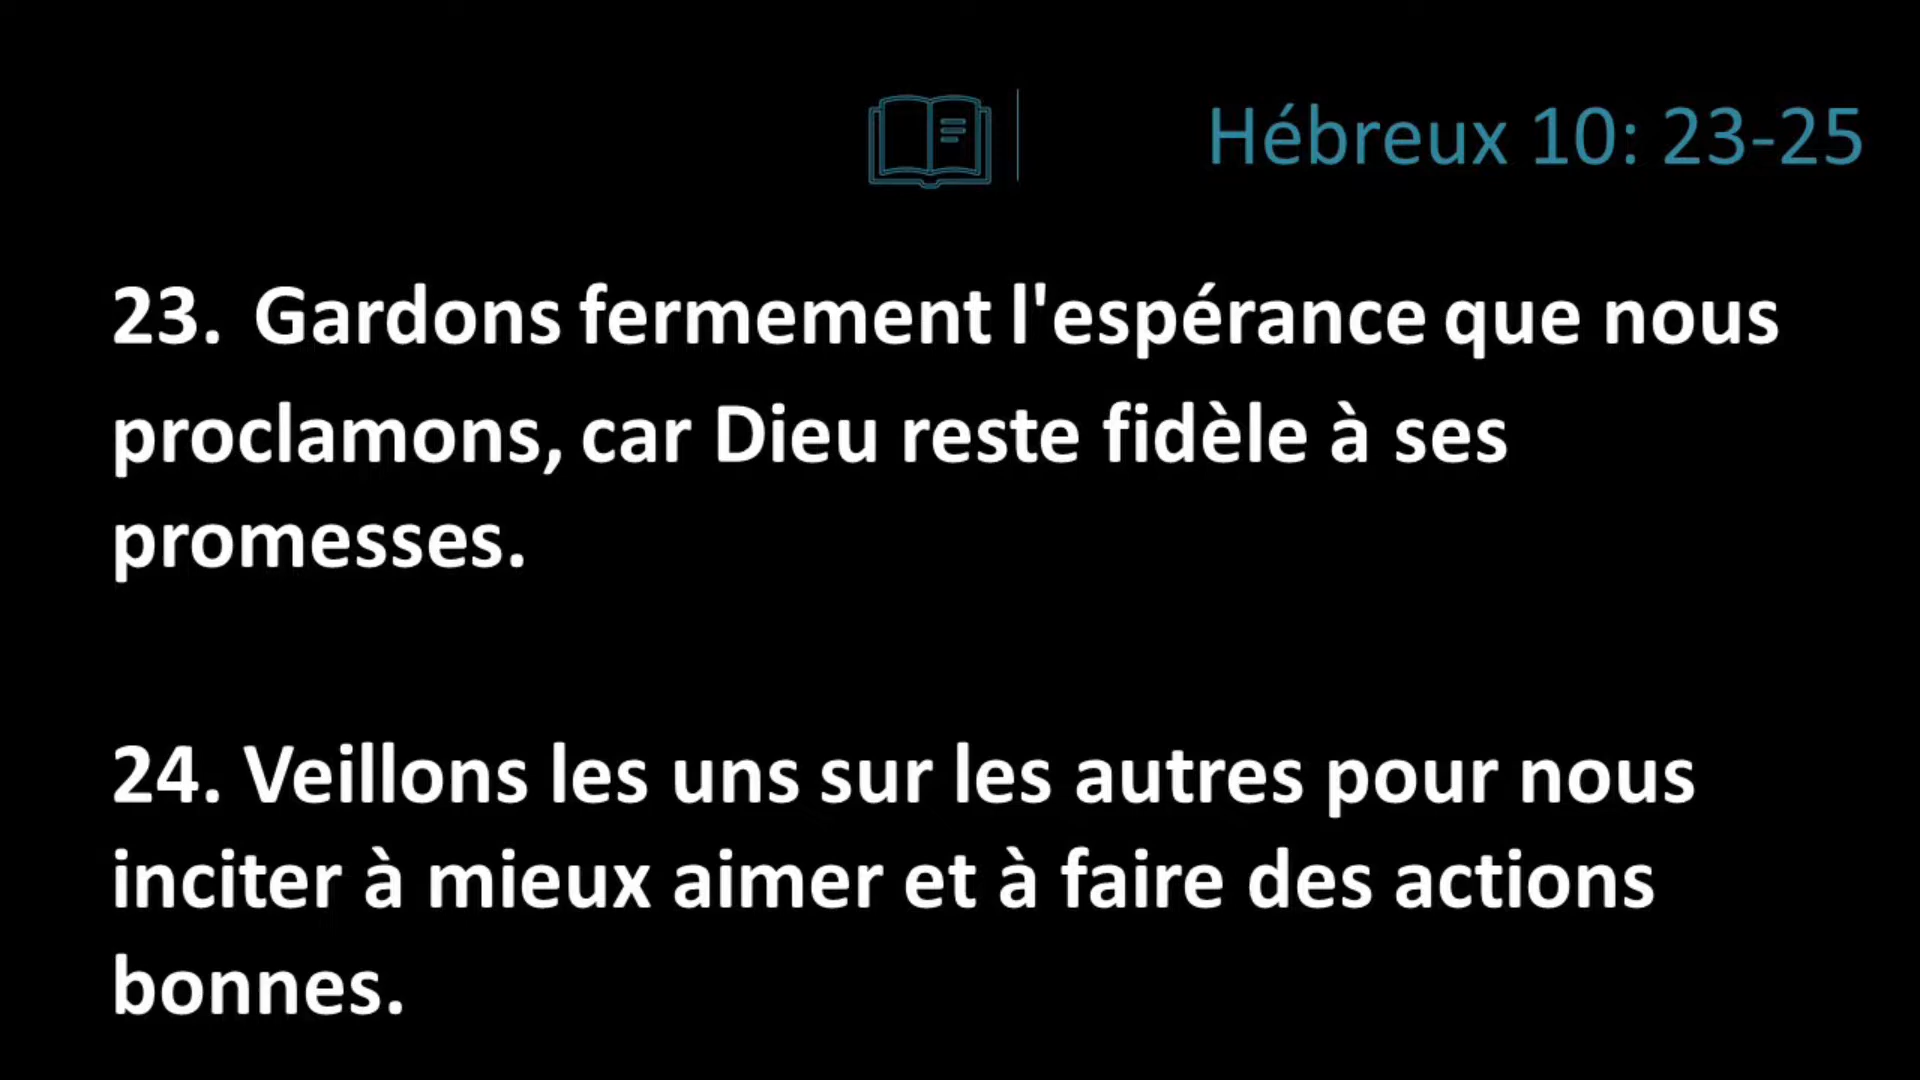 Hébreux 10: 23-25
23. Gardons fermement l'espérance que nous
proclamons, car Dieu reste fidèle à ses
promesses.
24. Veillons les uns sur les autres pour nous
inciter à mieux aimer et à faire des actions
bonnes.